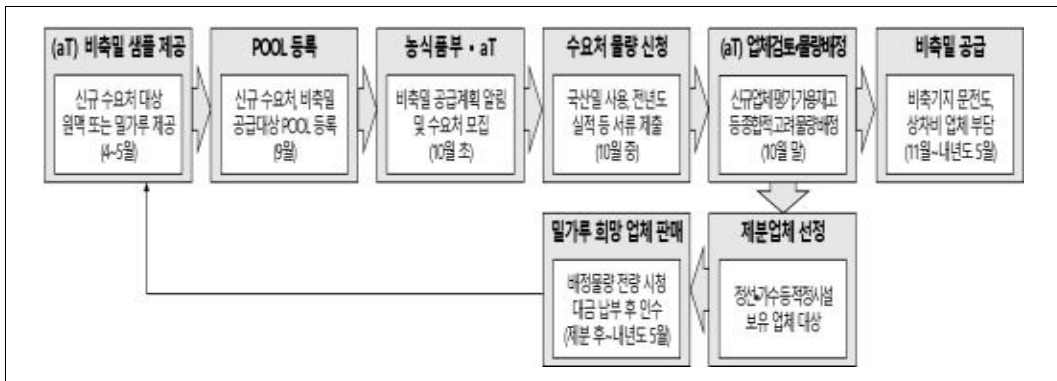 (aT) 비축밀 샘플 제공
신규 수요처 대상
원맥 또는 밀가루 제공
(4~5월)
POOL 등록
신규 수요처, 비축밀
공급대상 POOL 등록
(9월)
농식품부·aT
비축밀 공급계획 알림
및 수요처 모집
(10월 초)
수요처 물량 신청
국산밀 사용, 전년도
실적 등 서류 제출
(10월 중)
(aT) 업체검토·물량배정
신규업체평가,가용재고
등종합적고려물량배정
(10월 말)
비축밀 공급
비축기지 문전도,
상차비 업체 부담
(11월~내년도 5월)
밀가루 희망 업체 판매
배정물량 전량 시청
대금 납부 후 인수
(제분 후~내년도 5월)
제분업체 선정
정선·가수등적정시설
보유 업체 대상